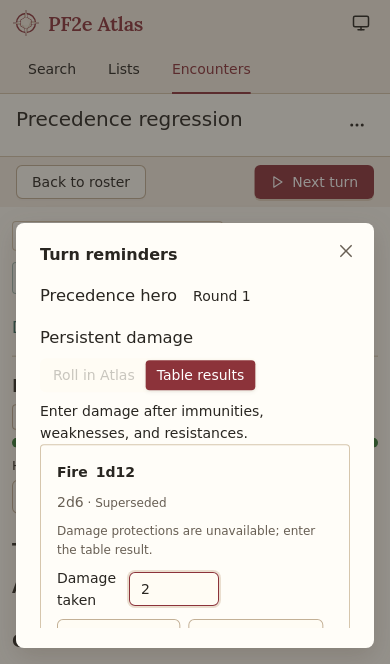 PF2e Atlas
Search Lists Encounters
Precedence regression
Back to roster Next turn
Turn reminders
Precedence hero Round 1
Persistent damage
Roll in Atlas Table results
Enter damage after immunities,
weaknesses, and resistances.
Fire 1d12
2d6 · Superseded
Damage protections are unavailable; enter
the table result.
Damage
taken
2